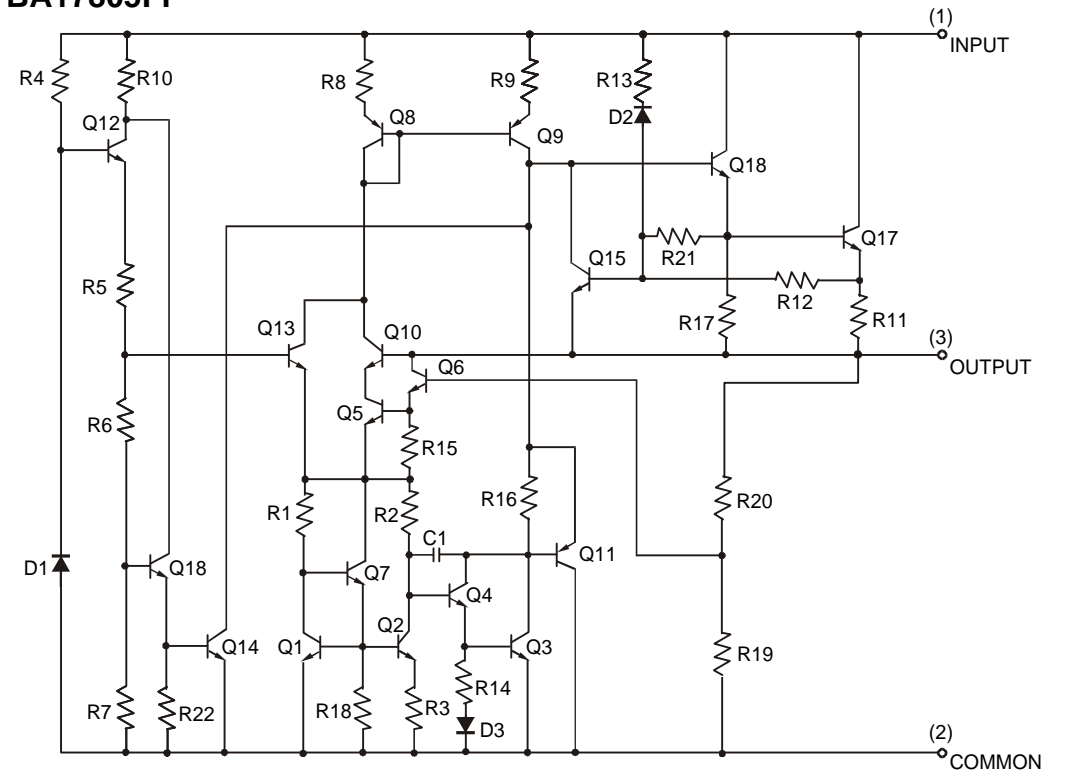 (1)
INPUT
R4
R10
R8
R9
R13
Q12
Q8
D2
Q9
Q18
Q15
R21
Q17
R5
R12
Q13
Q10
R17
R11
(3)
OUTPUT
Q6
Q5
R6
R15
R1
R2
R16
R20
C1
D1
Q18
Q7
Q11
Q4
Q14
Q1
Q2
Q3
R19
R7
R22
R18
R3
R14
D3
(2)
COMMON